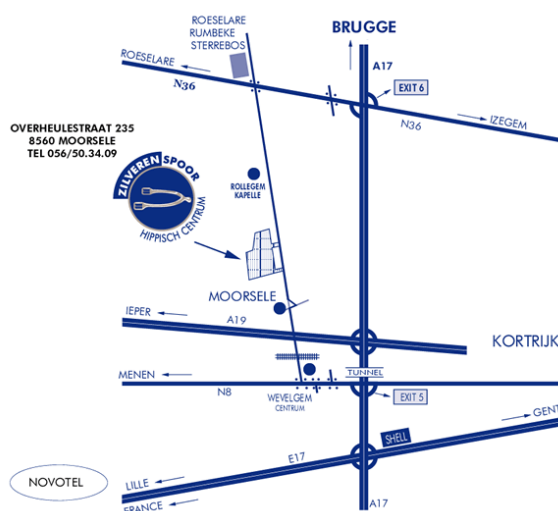 ROESELARE
RUMBEKE
STERREBOS
BRUGGE
A17
ROESELARE
N36
EXIT 6
IZEGEM
N36
OVERHEULESTRAAT 235
8560 MOORSELE
TEL 056/50.34.09
ZILVEREN SPOOR
HIPPISCH CENTRUM
ROLLEGEM
KAPELLE
MOORSELE
IEPER
A19
KORTRIJK
MENEN
N8
TUNNEL
WEVELGEM
CENTRUM
EXIT 5
GENT
SHELL
E17
LILLE
NOVOTEL
FRANCE
A17